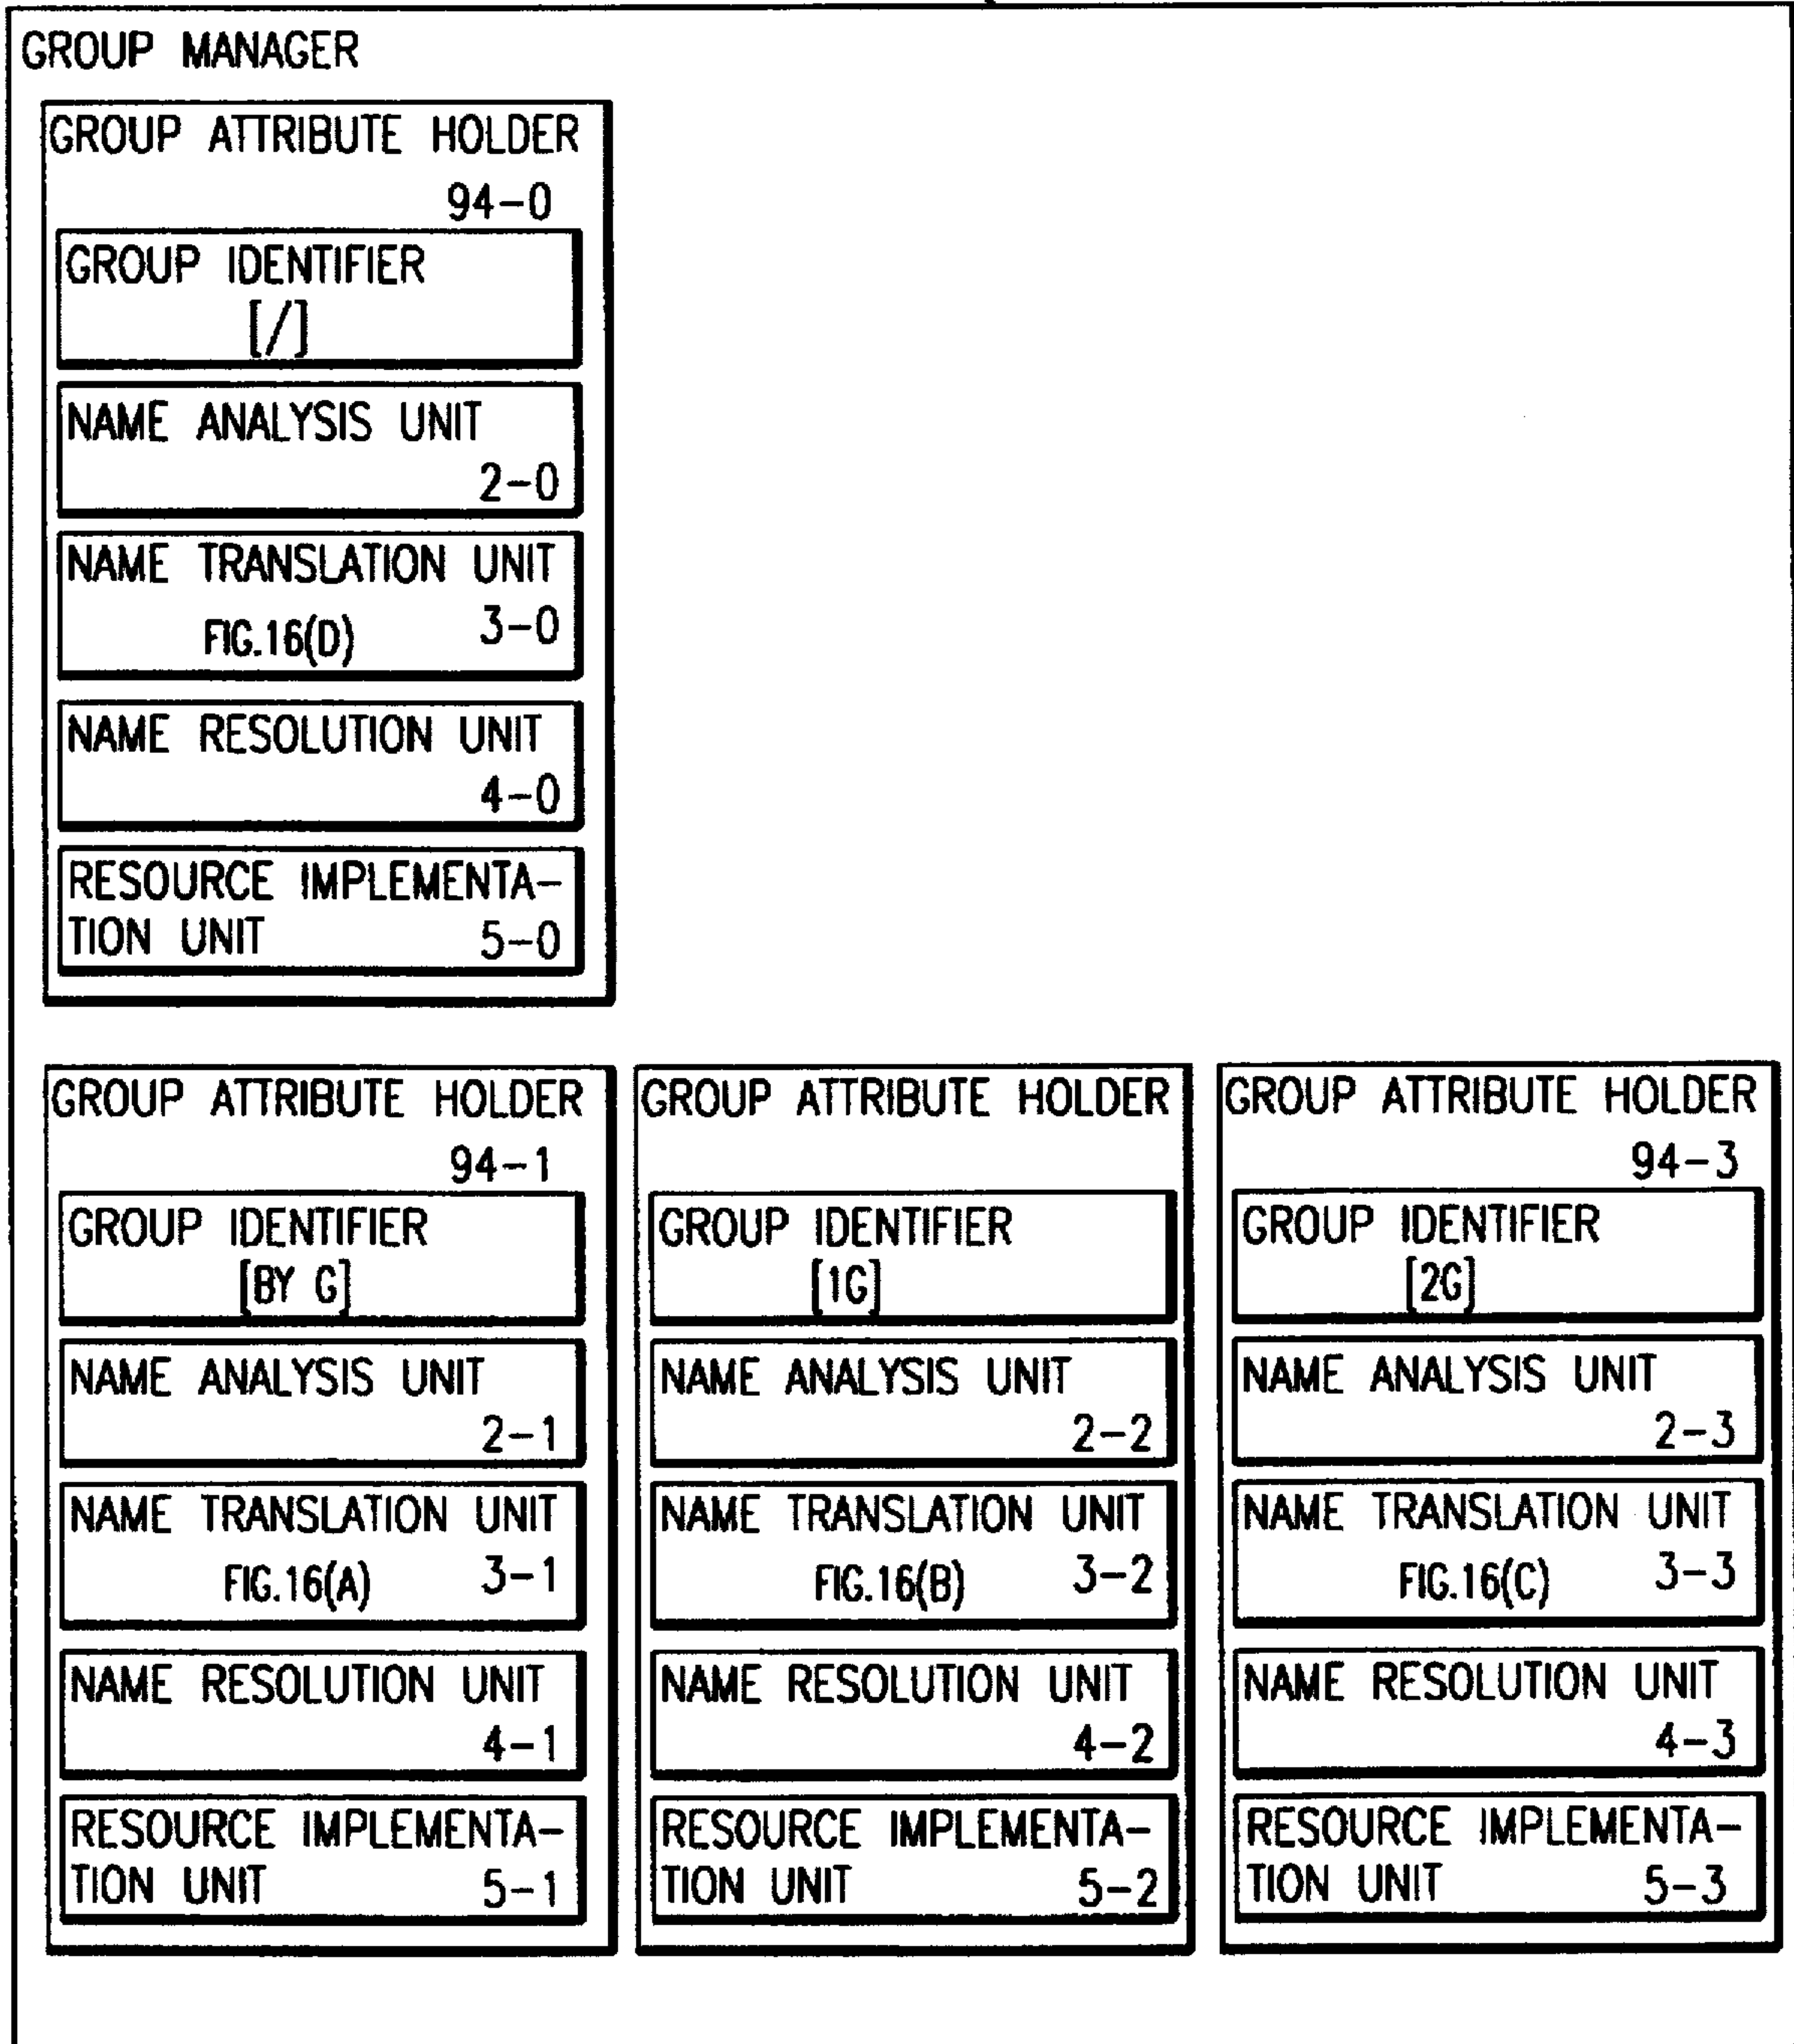 GROUP MANAGER
GROUP ATTRIBUTE HOLDER
94-0
GROUP IDENTIFIER
[/]
NAME ANALYSIS UNIT
2-0
NAME TRANSLATION UNIT
FIG.16(D) 3-0
NAME RESOLUTION UNIT
4-0
RESOURCE IMPLEMENTA-
TION UNIT 5-0
GROUP ATTRIBUTE HOLDER
94-1
GROUP IDENTIFIER
[BY G]
NAME ANALYSIS UNIT
2-1
NAME TRANSLATION UNIT
FIG.16(A) 3-1
NAME RESOLUTION UNIT
4-1
RESOURCE IMPLEMENTA-
TION UNIT 5-1
GROUP ATTRIBUTE HOLDER
GROUP IDENTIFIER
[1G]
NAME ANALYSIS UNIT
2-2
NAME TRANSLATION UNIT
FIG.16(B) 3-2
NAME RESOLUTION UNIT
4-2
RESOURCE IMPLEMENTA-
TION UNIT 5-2
GROUP ATTRIBUTE HOLDER
94-3
GROUP IDENTIFIER
[2G]
NAME ANALYSIS UNIT
2-3
NAME TRANSLATION UNIT
FIG.16(C) 3-3
NAME RESOLUTION UNIT
4-3
RESOURCE IMPLEMENTA-
TION UNIT 5-3